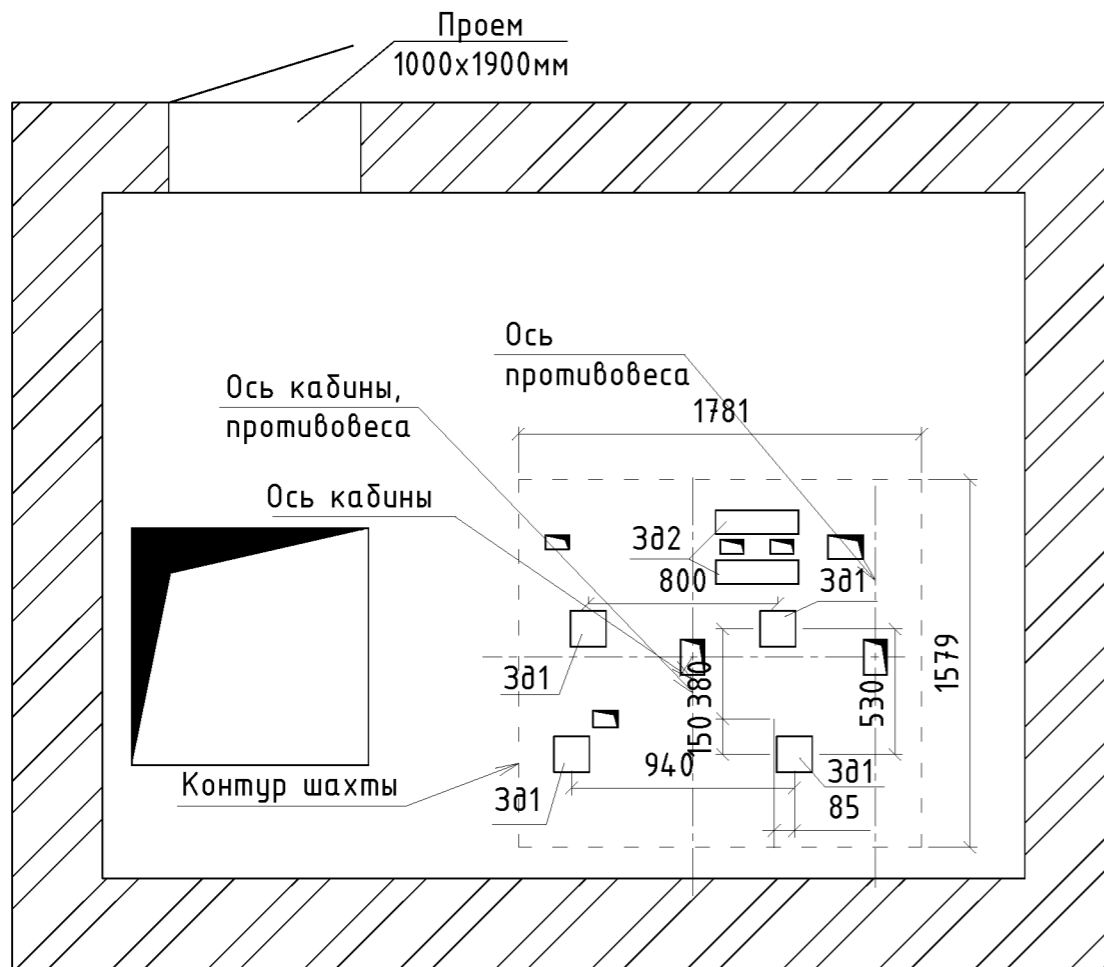 Проем
1000х1900мм
Ось
противовеса
1781
Ось кабины,
противовеса
Ось кабины
Зд2
800
Зд1
Зд1
380
1579
530
150
940
Зд1
85
Контур шахты
Зд1